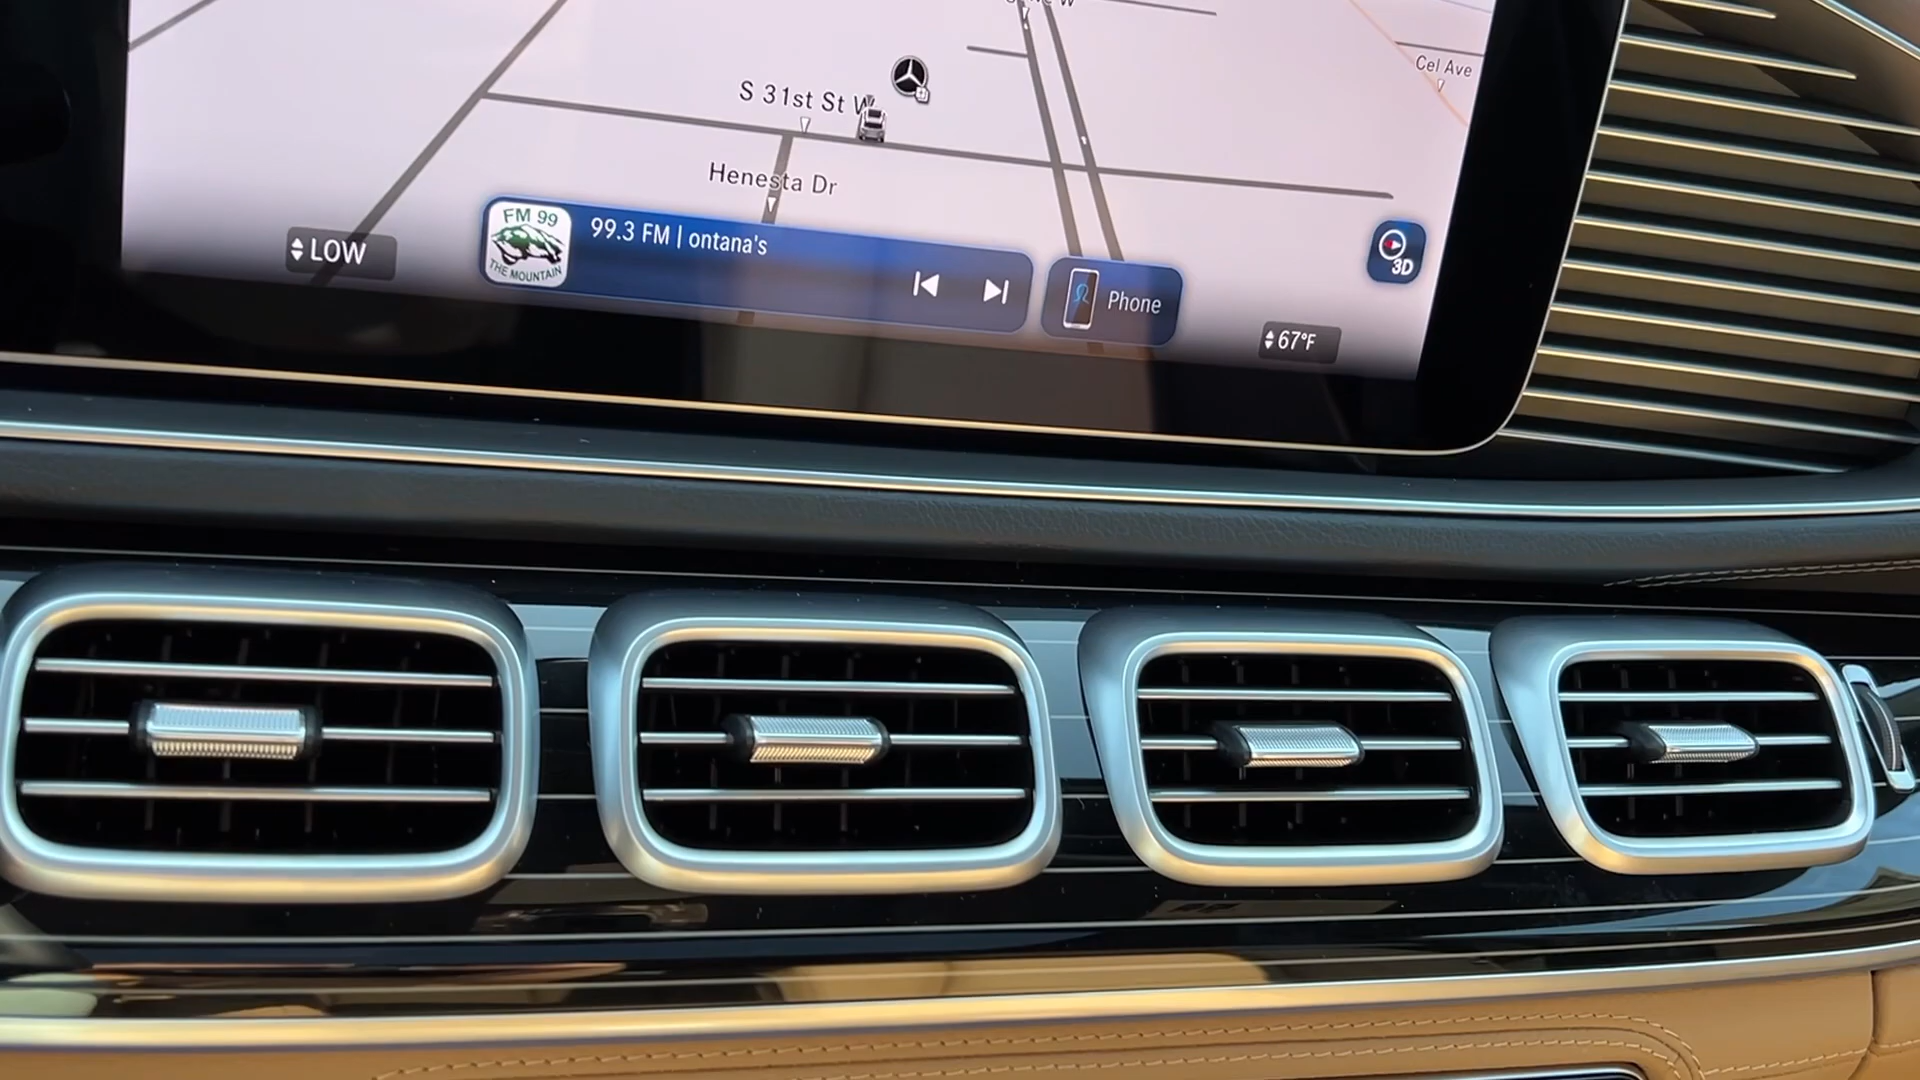 Cel Ave
S 31st St W
Henesta Dr
FM 99
THE MOUNTAIN
99.3 FM | ontana's
LOW
Phone
3D
67°F